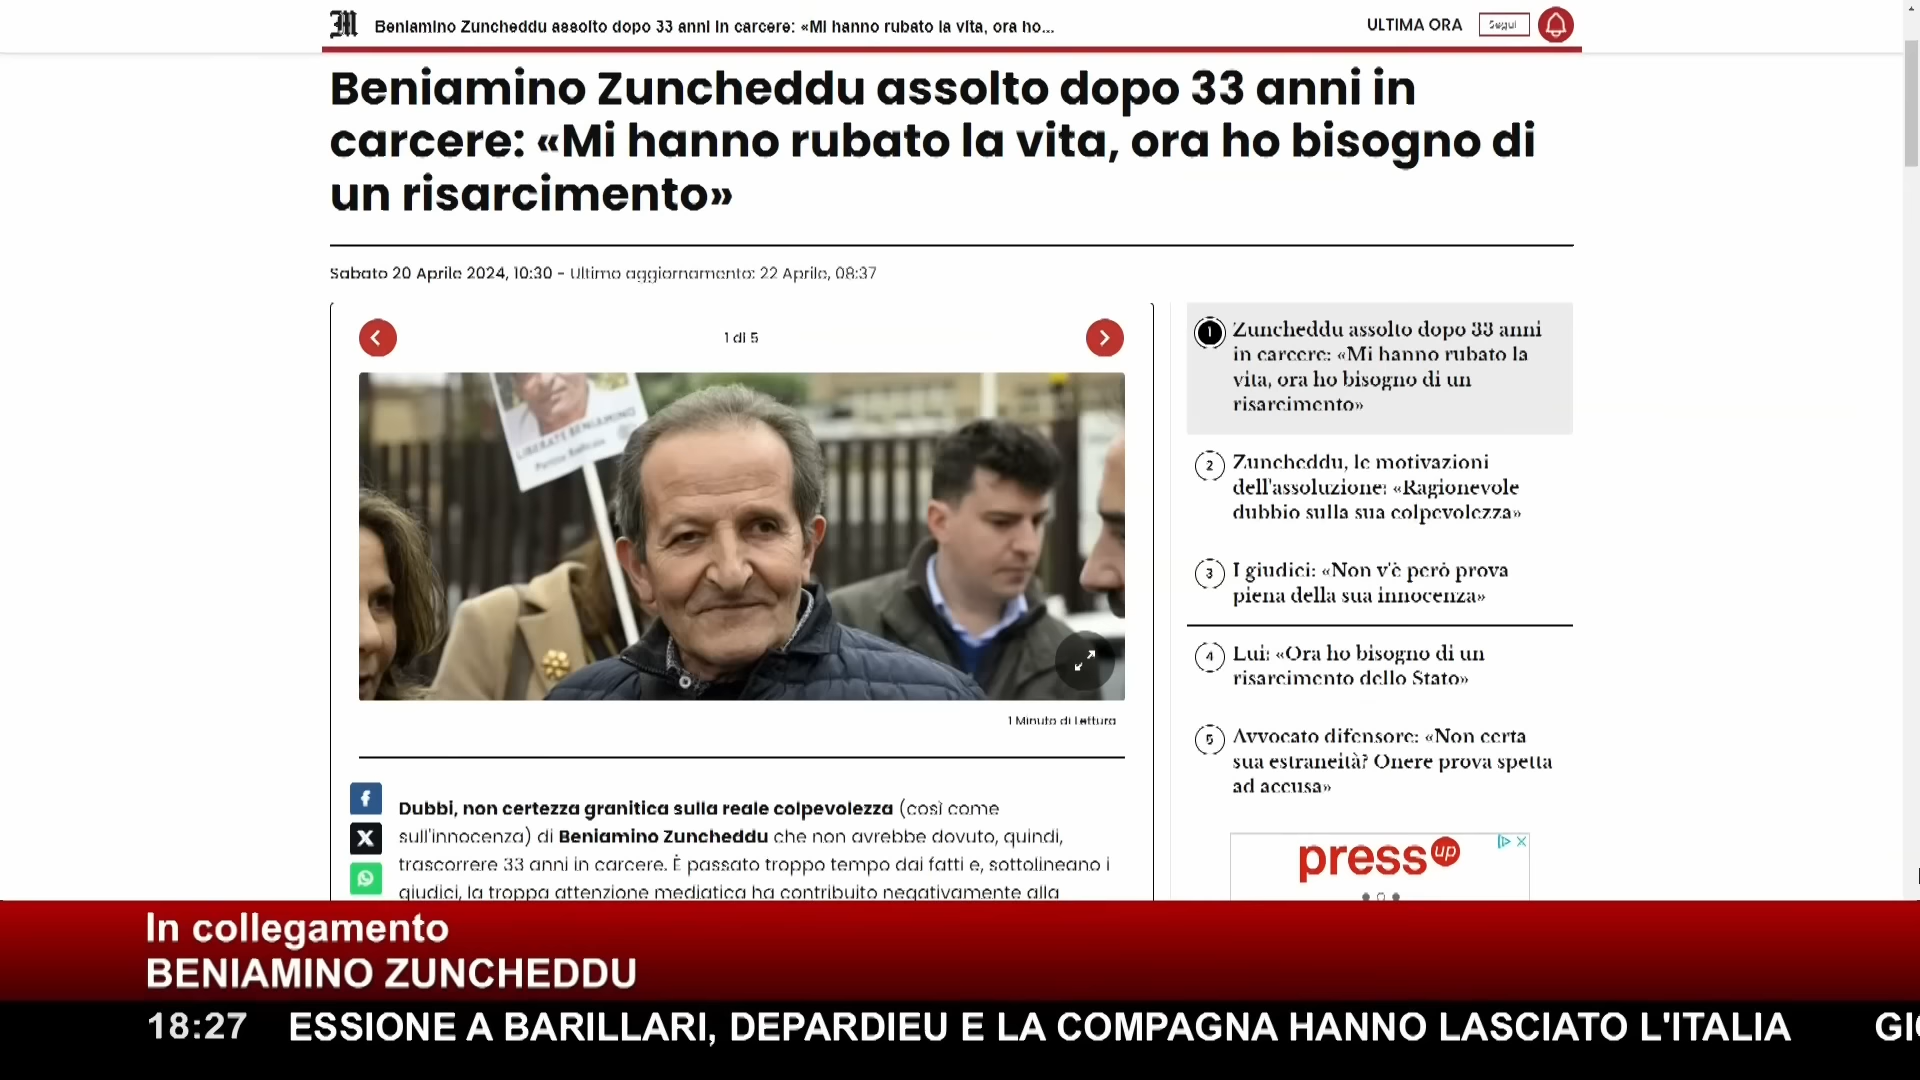 Beniamino Zuncheddu assolto dopo 33 anni in carcere: «Mi hanno rubato la vita, ora ho...
ULTIMA ORA
Segui
Beniamino Zuncheddu assolto dopo 33 anni in
carcere: «Mi hanno rubato la vita, ora ho bisogno di
un risarcimento»
Sabato 20 Aprile 2024, 10:30 - Ultimo aggiornamento: 22 Aprile, 08:37
1 di 5
LIBERATE BENIAMINO
Partito Radicale
1 Minuto di Lettura
Dubbi, non certezza granitica sulla reale colpevolezza (così come
sull'innocenza) di Beniamino Zuncheddu che non avrebbe dovuto, quindi,
trascorrere 33 anni in carcere. È passato troppo tempo dai fatti e, sottolineano i
giudici, la troppa attenzione mediatica ha contribuito negativamente alla
1 Zuncheddu assolto dopo 33 anni
in carcere: «Mi hanno rubato la
vita, ora ho bisogno di un
risarcimento»
2 Zuncheddu, le motivazioni
dell'assoluzione: «Ragionevole
dubbio sulla sua colpevolezza»
3 I giudici: «Non v'è però prova
piena della sua innocenza»
4 Lui: «Ora ho bisogno di un
risarcimento dello Stato»
5 Avvocato difensore: «Non certa
sua estraneità? Onere prova spetta
ad accusa»
press up
In collegamento
BENIAMINO ZUNCHEDDU
18:27 ESSIONE A BARILLARI, DEPARDIEU E LA COMPAGNA HANNO LASCIATO L'ITALIA GI